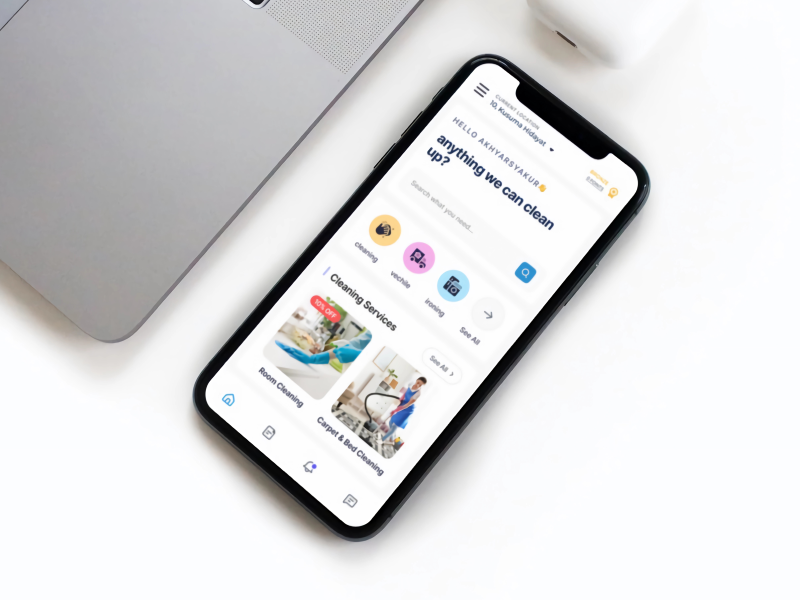 CURRENT LOCATION
10, Kusuma Hidayat
HELLO AKHYARSYAKUR👋
anything we can clean
up?
Search what you need...
cleaning
vechile
ironing
See All
Cleaning Services
See All
10% OFF
Room Cleaning
Carpet & Bed Cleaning